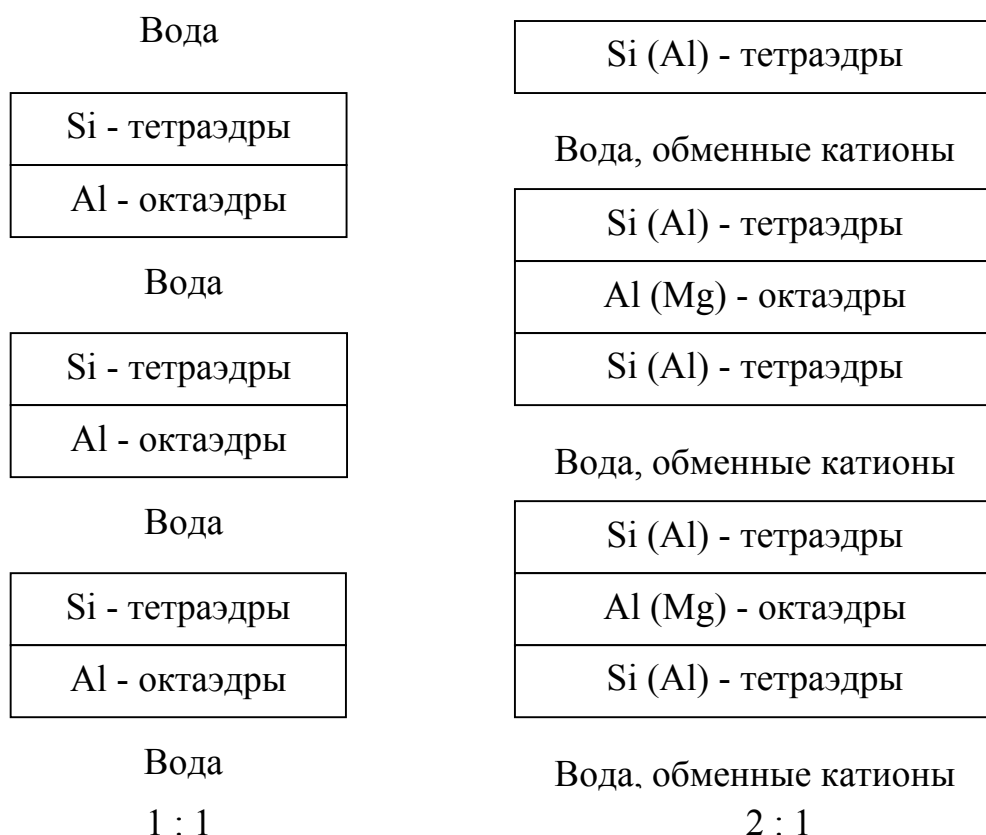 Вода
Si - тетраэдры
Al - октаэдры
Вода
Si - тетраэдры
Al - октаэдры
Вода
Si - тетраэдры
Al - октаэдры
Вода
1 : 1
Si (Al) - тетраэдры
Вода, обменные катионы
Si (Al) - тетраэдры
Al (Mg) - октаэдры
Si (Al) - тетраэдры
Вода, обменные катионы
Si (Al) - тетраэдры
Al (Mg) - октаэдры
Si (Al) - тетраэдры
Вода, обменные катионы
2 : 1